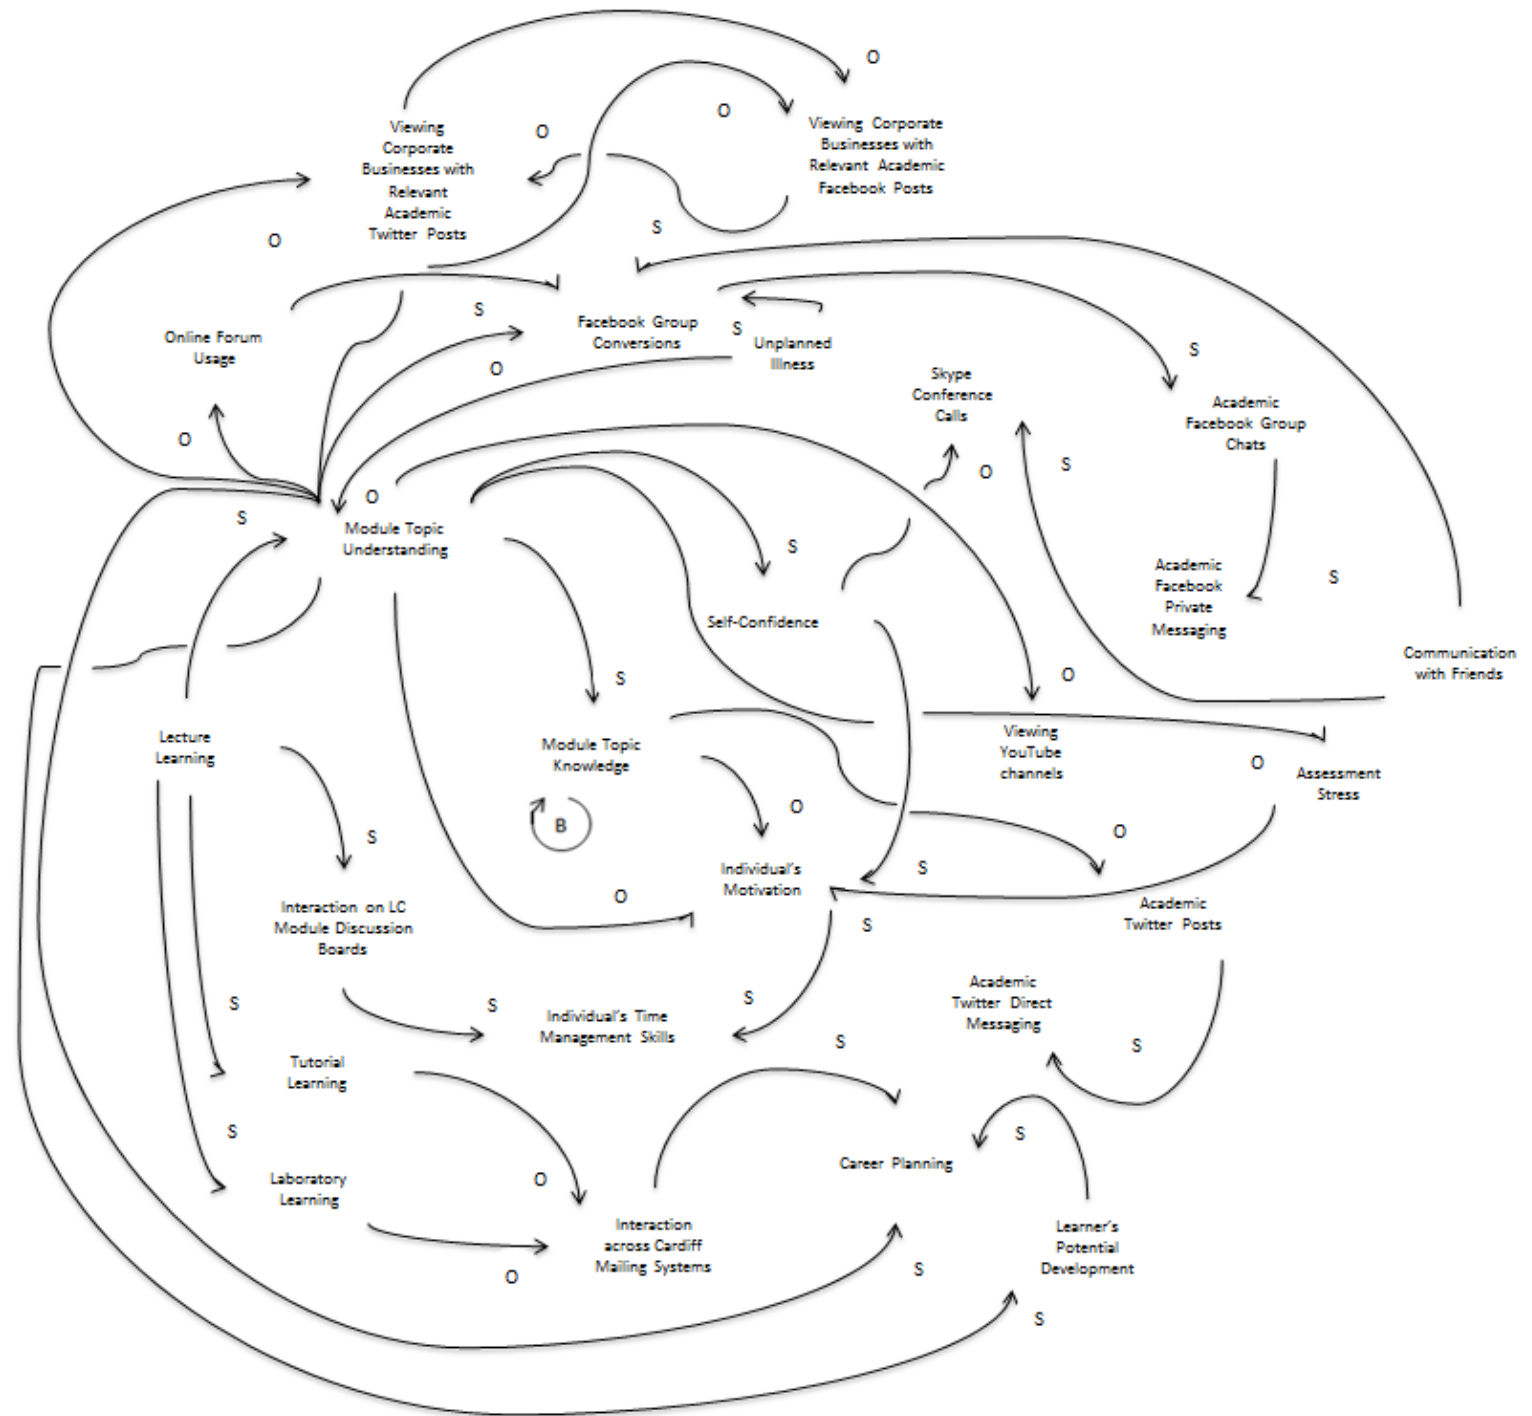 O
Viewing
Corporate
Businesses with
Relevant
Academic
Twitter Posts
O
O
Viewing Corporate
Businesses with
Relevant Academic
Facebook Posts
O
S
Online Forum
Usage
S
Facebook Group
Conversions
S
Unplanned
Illness
O
S
Skype
Conference
Calls
Academic
Facebook Group
Chats
O
O
S
O
S
Module Topic
Understanding
S
Academic
Facebook
Private
Messaging
S
Self-Confidence
Communication
with Friends
S
O
Lecture
Learning
Module Topic
Knowledge
Viewing
YouTube
channels
O
Assessment
Stress
B
O
O
S
Individual's
Motivation
S
O
Interaction on LC
Module Discussion
Boards
S
Academic
Twitter Posts
S
S
S
Individual's Time
Management Skills
Academic
Twitter Direct
Messaging
S
S
Tutorial
Learning
S
S
Career Planning
O
Laboratory
Learning
Interaction
across Cardiff
Mailing Systems
Learner's
Potential
Development
O
S
S